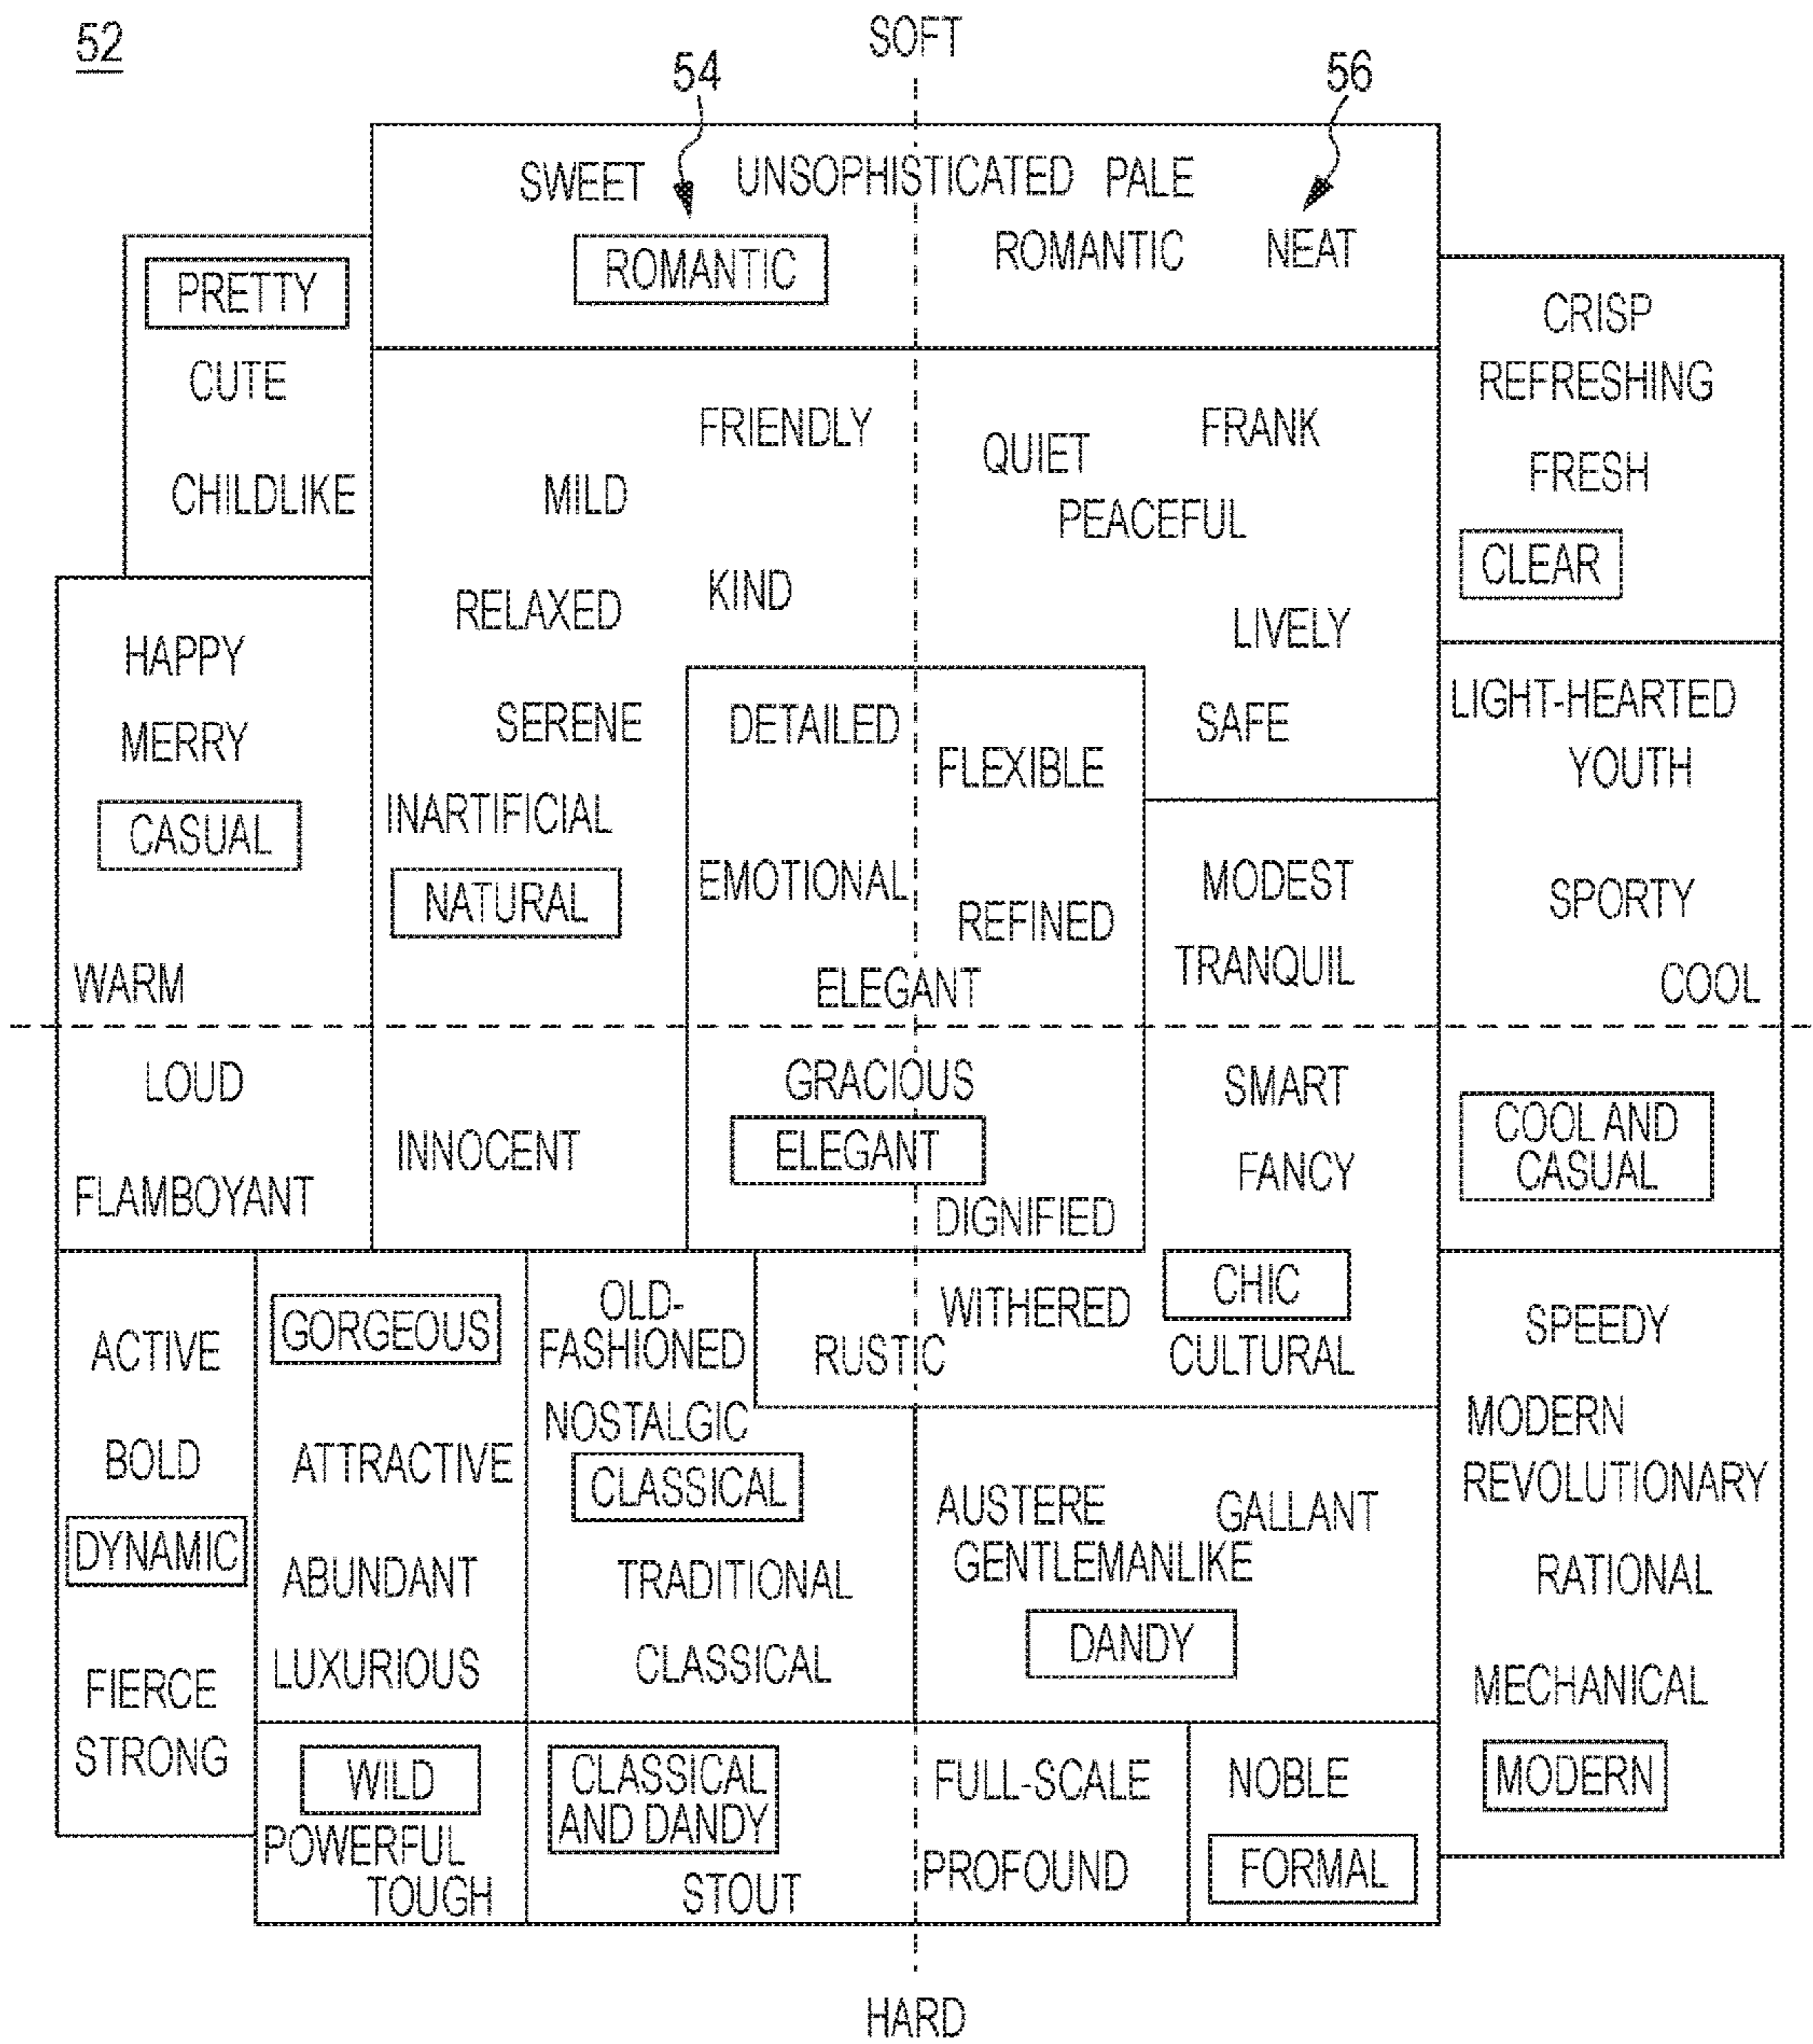 52
SOFT
54
56
SWEET
UNSOPHISTICATED
PALE
ROMANTIC
ROMANTIC
NEAT
PRETTY
CUTE
CHILDLIKE
CRISP
REFRESHING
FRESH
CLEAR
FRIENDLY
MILD
RELAXED
KIND
QUIET
FRANK
PEACEFUL
LIVELY
SAFE
SERENE
INARTIFICIAL
NATURAL
INNOCENT
HAPPY
MERRY
CASUAL
WARM
LOUD
FLAMBOYANT
DETAILED
FLEXIBLE
EMOTIONAL
REFINED
ELEGANT
GRACIOUS
ELEGANT
DIGNIFIED
MODEST
TRANQUIL
SMART
FANCY
CHIC
WITHERED
RUSTIC
CULTURAL
LIGHT-HEARTED
YOUTH
SPORTY
COOL
COOL AND
CASUAL
ACTIVE
BOLD
DYNAMIC
FIERCE
STRONG
GORGEOUS
ATTRACTIVE
ABUNDANT
LUXURIOUS
OLD-
FASHIONED
NOSTALGIC
CLASSICAL
TRADITIONAL
CLASSICAL
AUSTERE
GALLANT
GENTLEMANLIKE
DANDY
SPEEDY
MODERN
REVOLUTIONARY
RATIONAL
MECHANICAL
MODERN
WILD
POWERFUL
TOUGH
CLASSICAL
AND DANDY
STOUT
FULL-SCALE
PROFOUND
NOBLE
FORMAL
HARD